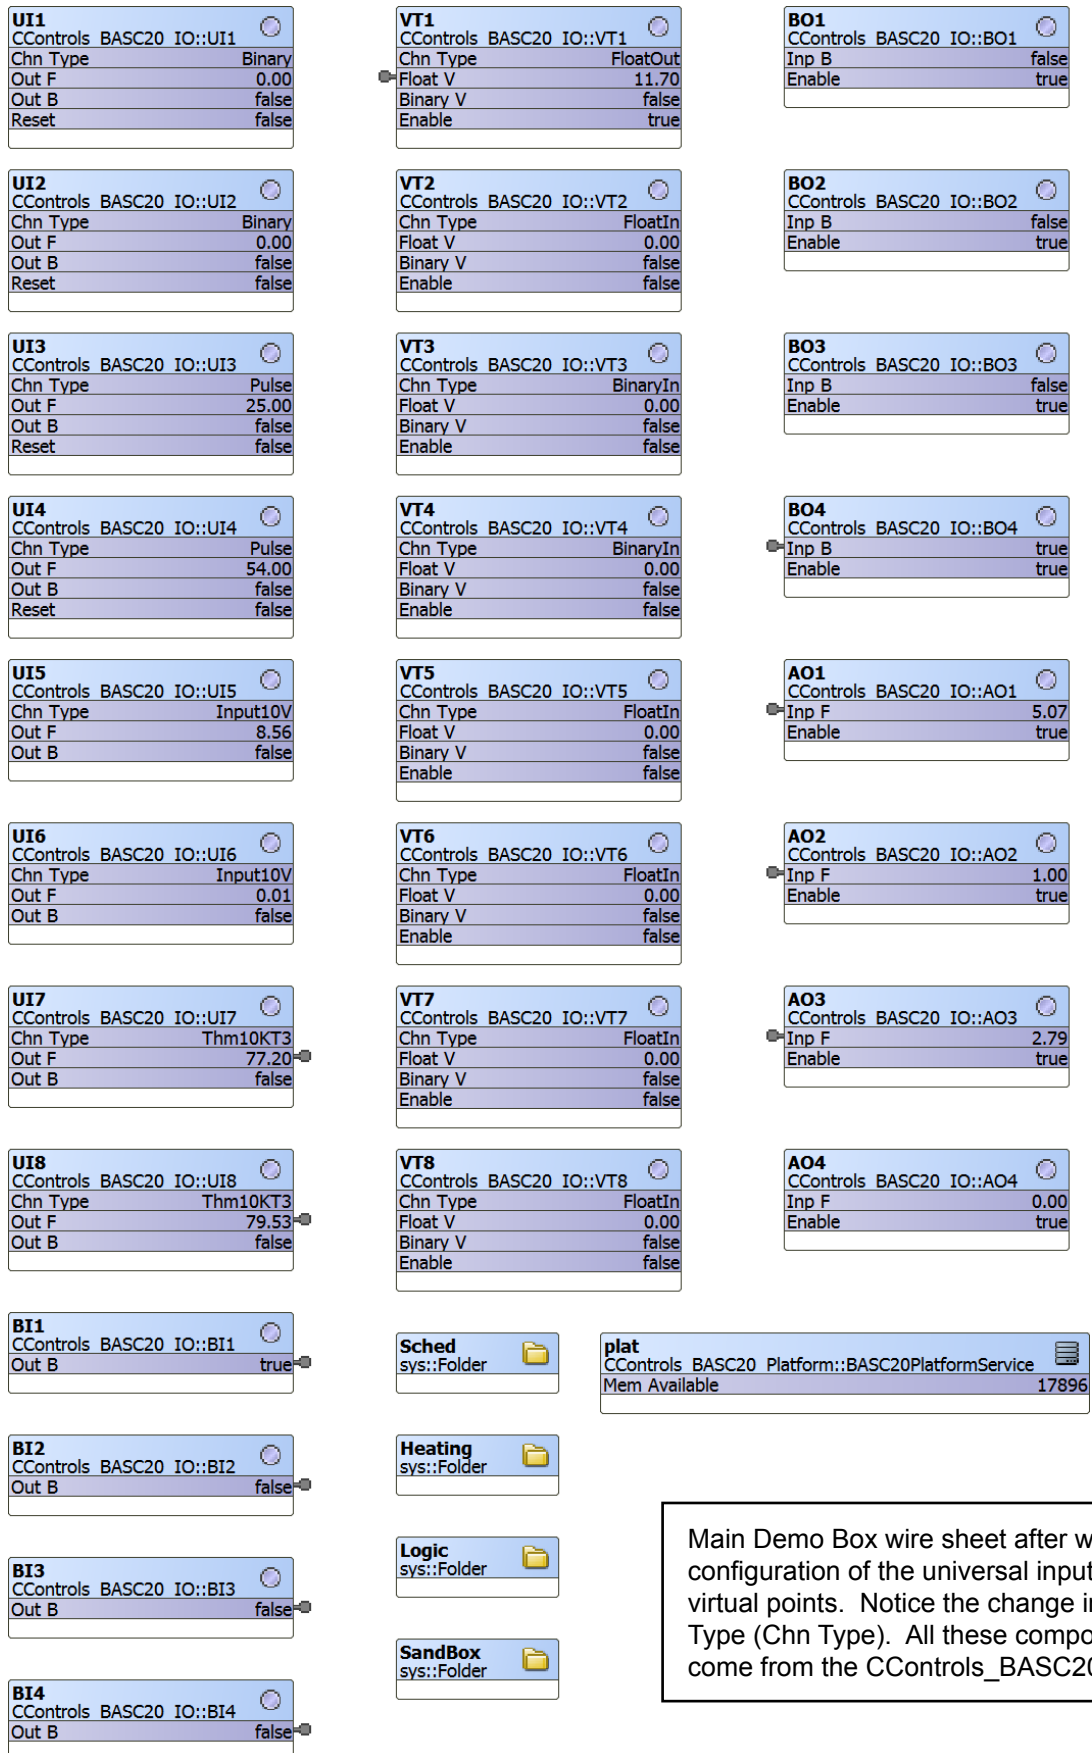 UI1
CControls_BASC20_IO::UI1
Chn Type Binary
Out F 0.00
Out B false
Reset false
UI2
CControls_BASC20_IO::UI2
Chn Type Binary
Out F 0.00
Out B false
Reset false
UI3
CControls_BASC20_IO::UI3
Chn Type Pulse
Out F 25.00
Out B false
Reset false
UI4
CControls_BASC20_IO::UI4
Chn Type Pulse
Out F 54.00
Out B false
Reset false
UI5
CControls_BASC20_IO::UI5
Chn Type Input10V
Out F 8.56
Out B false
UI6
CControls_BASC20_IO::UI6
Chn Type Input10V
Out F 0.01
Out B false
UI7
CControls_BASC20_IO::UI7
Chn Type Thm10KT3
Out F 77.20
Out B false
UI8
CControls_BASC20_IO::UI8
Chn Type Thm10KT3
Out F 79.53
Out B false
BI1
CControls_BASC20_IO::BI1
Out B true
BI2
CControls_BASC20_IO::BI2
Out B false
BI3
CControls_BASC20_IO::BI3
Out B false
BI4
CControls_BASC20_IO::BI4
Out B false
VT1
CControls_BASC20_IO::VT1
Chn Type FloatOut
Float V 11.70
Binary V false
Enable true
VT2
CControls_BASC20_IO::VT2
Chn Type FloatIn
Float V 0.00
Binary V false
Enable false
VT3
CControls_BASC20_IO::VT3
Chn Type BinaryIn
Float V 0.00
Binary V false
Enable false
VT4
CControls_BASC20_IO::VT4
Chn Type BinaryIn
Float V 0.00
Binary V false
Enable false
VT5
CControls_BASC20_IO::VT5
Chn Type FloatIn
Float V 0.00
Binary V false
Enable false
VT6
CControls_BASC20_IO::VT6
Chn Type FloatIn
Float V 0.00
Binary V false
Enable false
VT7
CControls_BASC20_IO::VT7
Chn Type FloatIn
Float V 0.00
Binary V false
Enable false
VT8
CControls_BASC20_IO::VT8
Chn Type FloatIn
Float V 0.00
Binary V false
Enable false
Sched
sys::Folder
Heating
sys::Folder
Logic
sys::Folder
SandBox
sys::Folder
BO1
CControls_BASC20_IO::BO1
Inp B false
Enable true
BO2
CControls_BASC20_IO::BO2
Inp B false
Enable true
BO3
CControls_BASC20_IO::BO3
Inp B false
Enable true
BO4
CControls_BASC20_IO::BO4
Inp B true
Enable true
AO1
CControls_BASC20_IO::AO1
Inp F 5.07
Enable true
AO2
CControls_BASC20_IO::AO2
Inp F 1.00
Enable true
AO3
CControls_BASC20_IO::AO3
Inp F 2.79
Enable true
AO4
CControls_BASC20_IO::AO4
Inp F 0.00
Enable true
plat
CControls_BASC20_Platform::BASC20PlatformService
Mem Available 17896
Main Demo Box wire sheet after w
configuration of the universal input
virtual points. Notice the change i
Type (Chn Type). All these compo
come from the CControls_BASC20